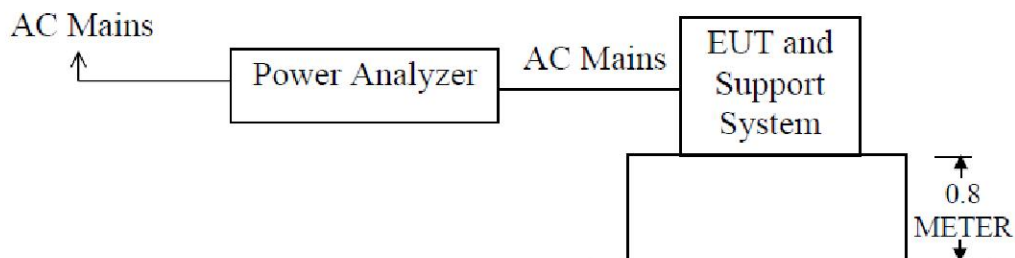 AC Mains
Power Analyzer
AC Mains
EUT and
Support
System
0.8
METER